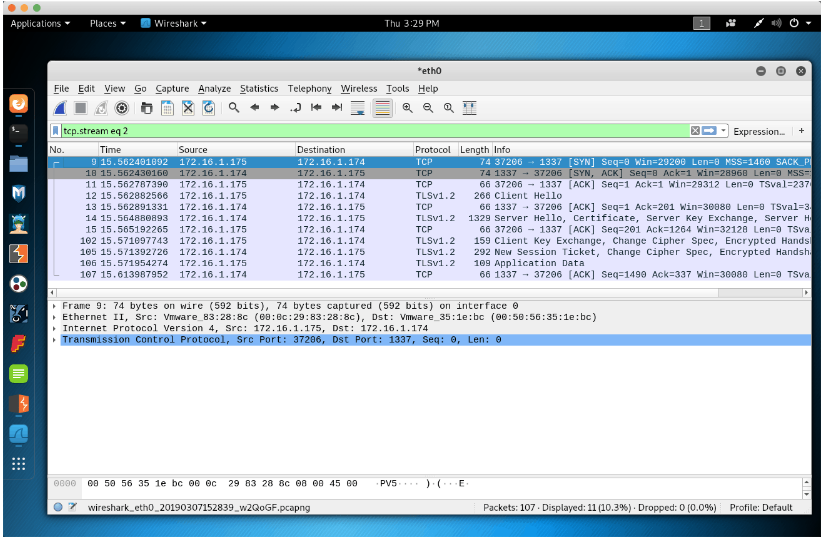 Applications Places Wireshark Thu 3:29 PM 1
*eth0
File Edit View Go Capture Analyze Statistics Telephony Wireless Tools Help
tcp.stream eq 2 Expression... +
No. Time Source Destination Protocol Length Info
9 15.562401092 172.16.1.175 172.16.1.174 TCP 74 37206 → 1337 [SYN] Seq=0 Win=29200 Len=0 MSS=1460 SACK_P
10 15.562430160 172.16.1.174 172.16.1.175 TCP 74 1337 → 37206 [SYN, ACK] Seq=0 Ack=1 Win=28960 Len=0 MSS=
11 15.562787390 172.16.1.175 172.16.1.174 TCP 66 37206 → 1337 [ACK] Seq=1 Ack=1 Win=29312 Len=0 TSval=237
12 15.562882566 172.16.1.175 172.16.1.174 TLSv1.2 266 Client Hello
13 15.562891331 172.16.1.174 172.16.1.175 TCP 66 1337 → 37206 [ACK] Seq=1 Ack=201 Win=30080 Len=0 TSval=3
14 15.564880893 172.16.1.174 172.16.1.175 TLSv1.2 1329 Server Hello, Certificate, Server Key Exchange, Server H
15 15.565192265 172.16.1.175 172.16.1.174 TCP 66 37206 → 1337 [ACK] Seq=201 Ack=1264 Win=32128 Len=0 TSva
102 15.571097743 172.16.1.175 172.16.1.174 TLSv1.2 159 Client Key Exchange, Change Cipher Spec, Encrypted Handsh
105 15.571392726 172.16.1.174 172.16.1.175 TLSv1.2 292 New Session Ticket, Change Cipher Spec, Encrypted Handsha
106 15.571954274 172.16.1.175 172.16.1.174 TLSv1.2 109 Application Data
107 15.613987952 172.16.1.174 172.16.1.175 TCP 66 1337 → 37206 [ACK] Seq=1490 Ack=337 Win=30080 Len=0 TSva
Frame 9: 74 bytes on wire (592 bits), 74 bytes captured (592 bits) on interface 0
Ethernet II, Src: Vmware_83:28:8c (00:0c:29:83:28:8c), Dst: Vmware_35:1e:bc (00:50:56:35:1e:bc)
Internet Protocol Version 4, Src: 172.16.1.175, Dst: 172.16.1.174
Transmission Control Protocol, Src Port: 37206, Dst Port: 1337, Seq: 0, Len: 0
0000 00 50 56 35 1e bc 00 0c 29 83 28 8c 08 00 45 00 ·PV5···· )·(···E·
wireshark_eth0_20190307152839_w2QoGF.pcapng Packets: 107 · Displayed: 11 (10.3%) · Dropped: 0 (0.0%) Profile: Default